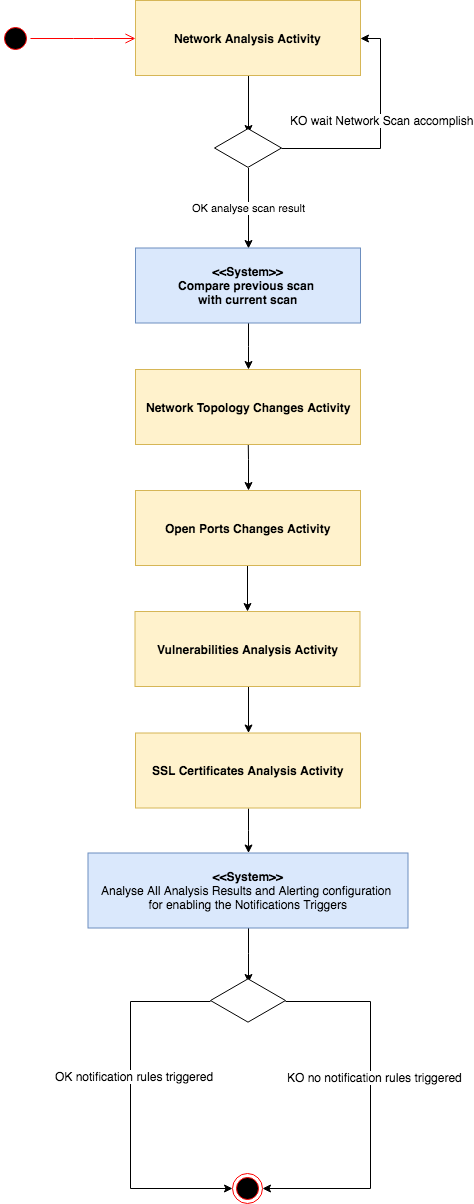 Network Analysis Activity
KO wait Network Scan accomplish
OK analyse scan result
<<System>>
Compare previous scan
with current scan
Network Topology Changes Activity
Open Ports Changes Activity
Vulnerabilities Analysis Activity
SSL Certificates Analysis Activity
<<System>>
Analyse All Analysis Results and Alerting configuration
for enabling the Notifications Triggers
OK notification rules triggered
KO no notification rules triggered